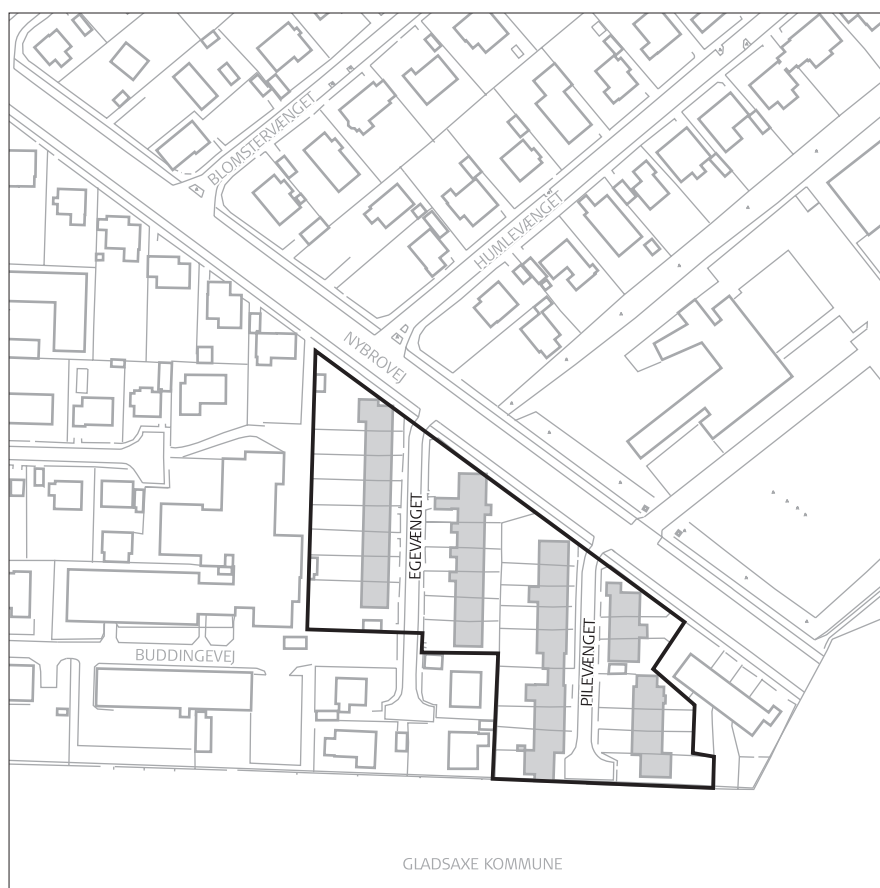 BLOMSTERVÆNGET
HUMLEVÆNGET
NYBROVEJ
EGEVÆNGET
PILEVÆNGET
BUDDINGEVEJ
GLADSAXE KOMMUNE